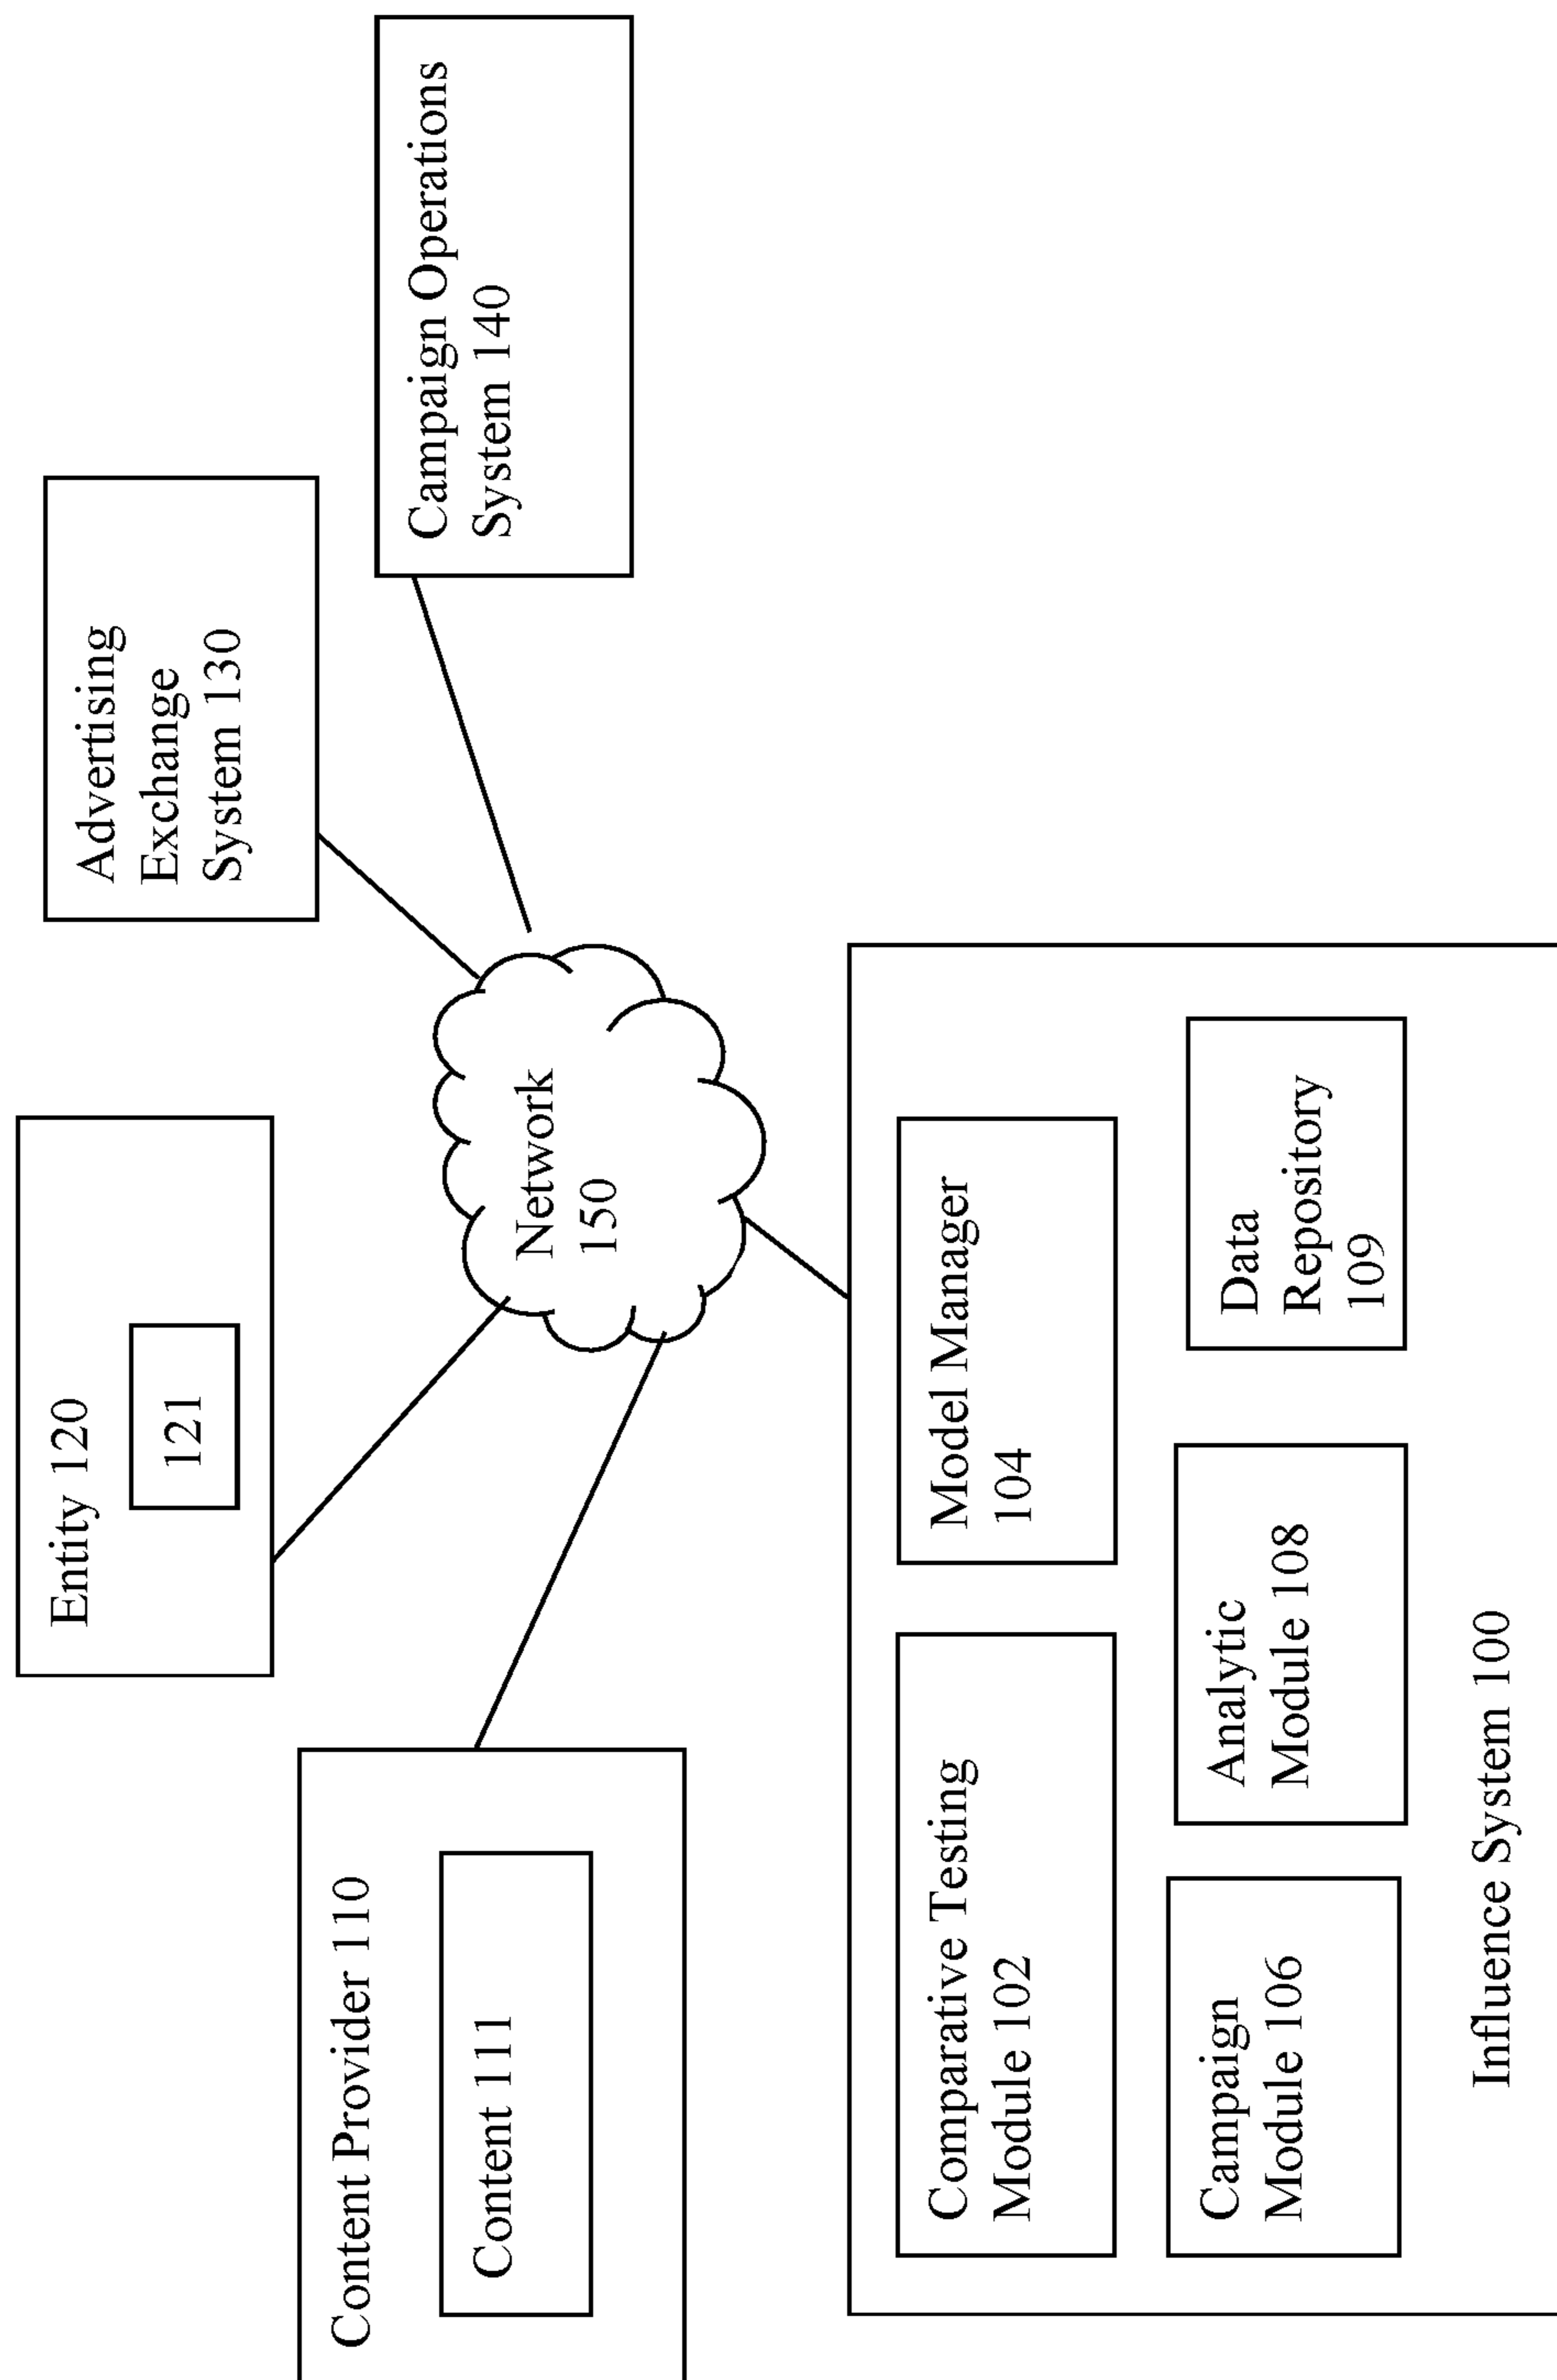 Content Provider 110
Content 111
Entity 120
121
Advertising
Exchange
System 130
Campaign Operations
System 140
Network
150
Comparative Testing
Module 102
Model Manager
104
Campaign
Module 106
Analytic
Module 108
Data
Repository
109
Influence System 100